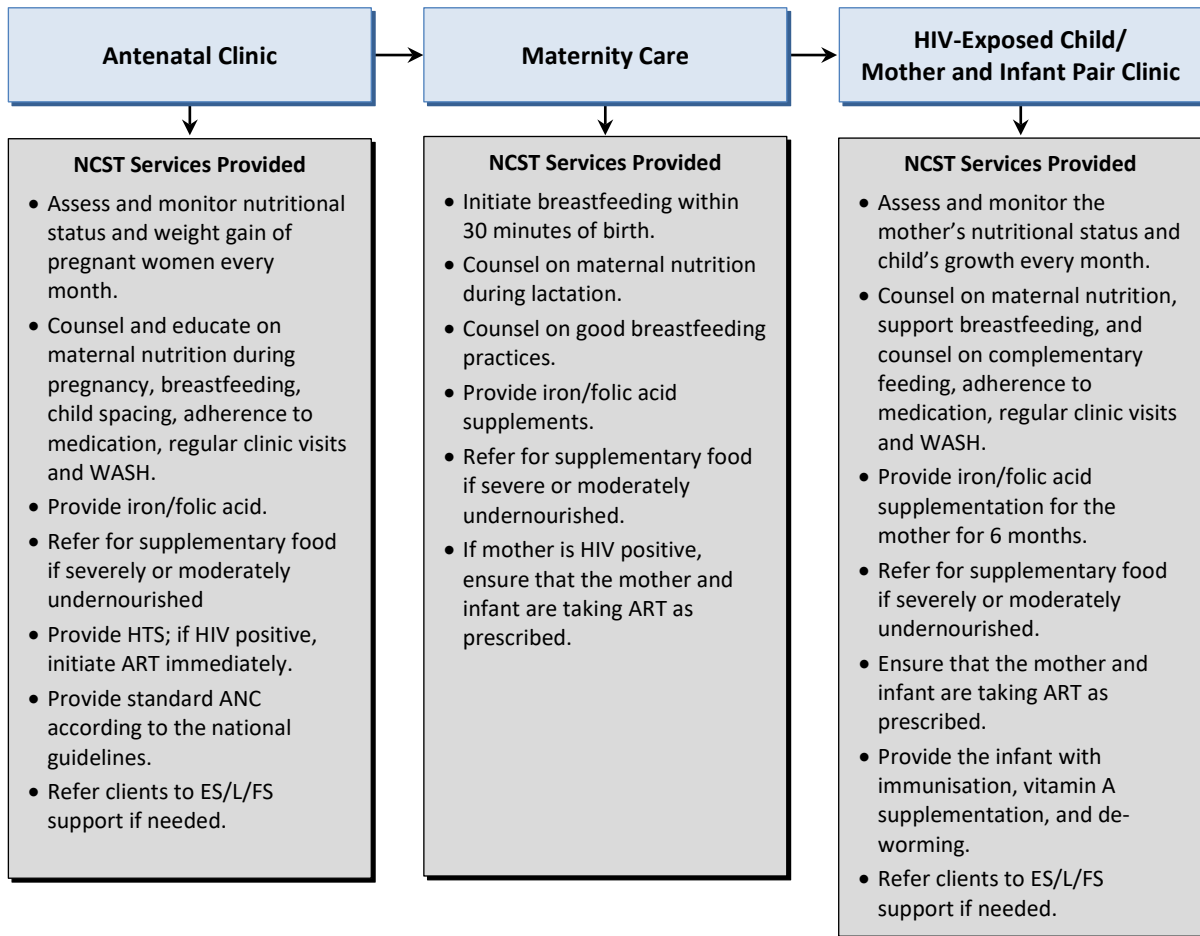 Antenatal Clinic
Maternity Care
HIV-Exposed Child/
Mother and Infant Pair Clinic
NCST Services Provided
• Assess and monitor nutritional
status and weight gain of
pregnant women every
month.
• Counsel and educate on
maternal nutrition during
pregnancy, breastfeeding,
child spacing, adherence to
medication, regular clinic visits
and WASH.
• Provide iron/folic acid.
• Refer for supplementary food
if severely or moderately
undernourished
• Provide HTS; if HIV positive,
initiate ART immediately.
• Provide standard ANC
according to the national
guidelines.
• Refer clients to ES/L/FS
support if needed.
NCST Services Provided
• Initiate breastfeeding within
30 minutes of birth.
• Counsel on maternal nutrition
during lactation.
• Counsel on good breastfeeding
practices.
• Provide iron/folic acid
supplements.
• Refer for supplementary food
if severe or moderately
undernourished.
• If mother is HIV positive,
ensure that the mother and
infant are taking ART as
prescribed.
NCST Services Provided
• Assess and monitor the
mother’s nutritional status and
child’s growth every month.
• Counsel on maternal nutrition,
support breastfeeding, and
counsel on complementary
feeding, adherence to
medication, regular clinic visits
and WASH.
• Provide iron/folic acid
supplementation for the
mother for 6 months.
• Refer for supplementary food
if severely or moderately
undernourished.
• Ensure that the mother and
infant are taking ART as
prescribed.
• Provide the infant with
immunisation, vitamin A
supplementation, and de-
worming.
• Refer clients to ES/L/FS
support if needed.